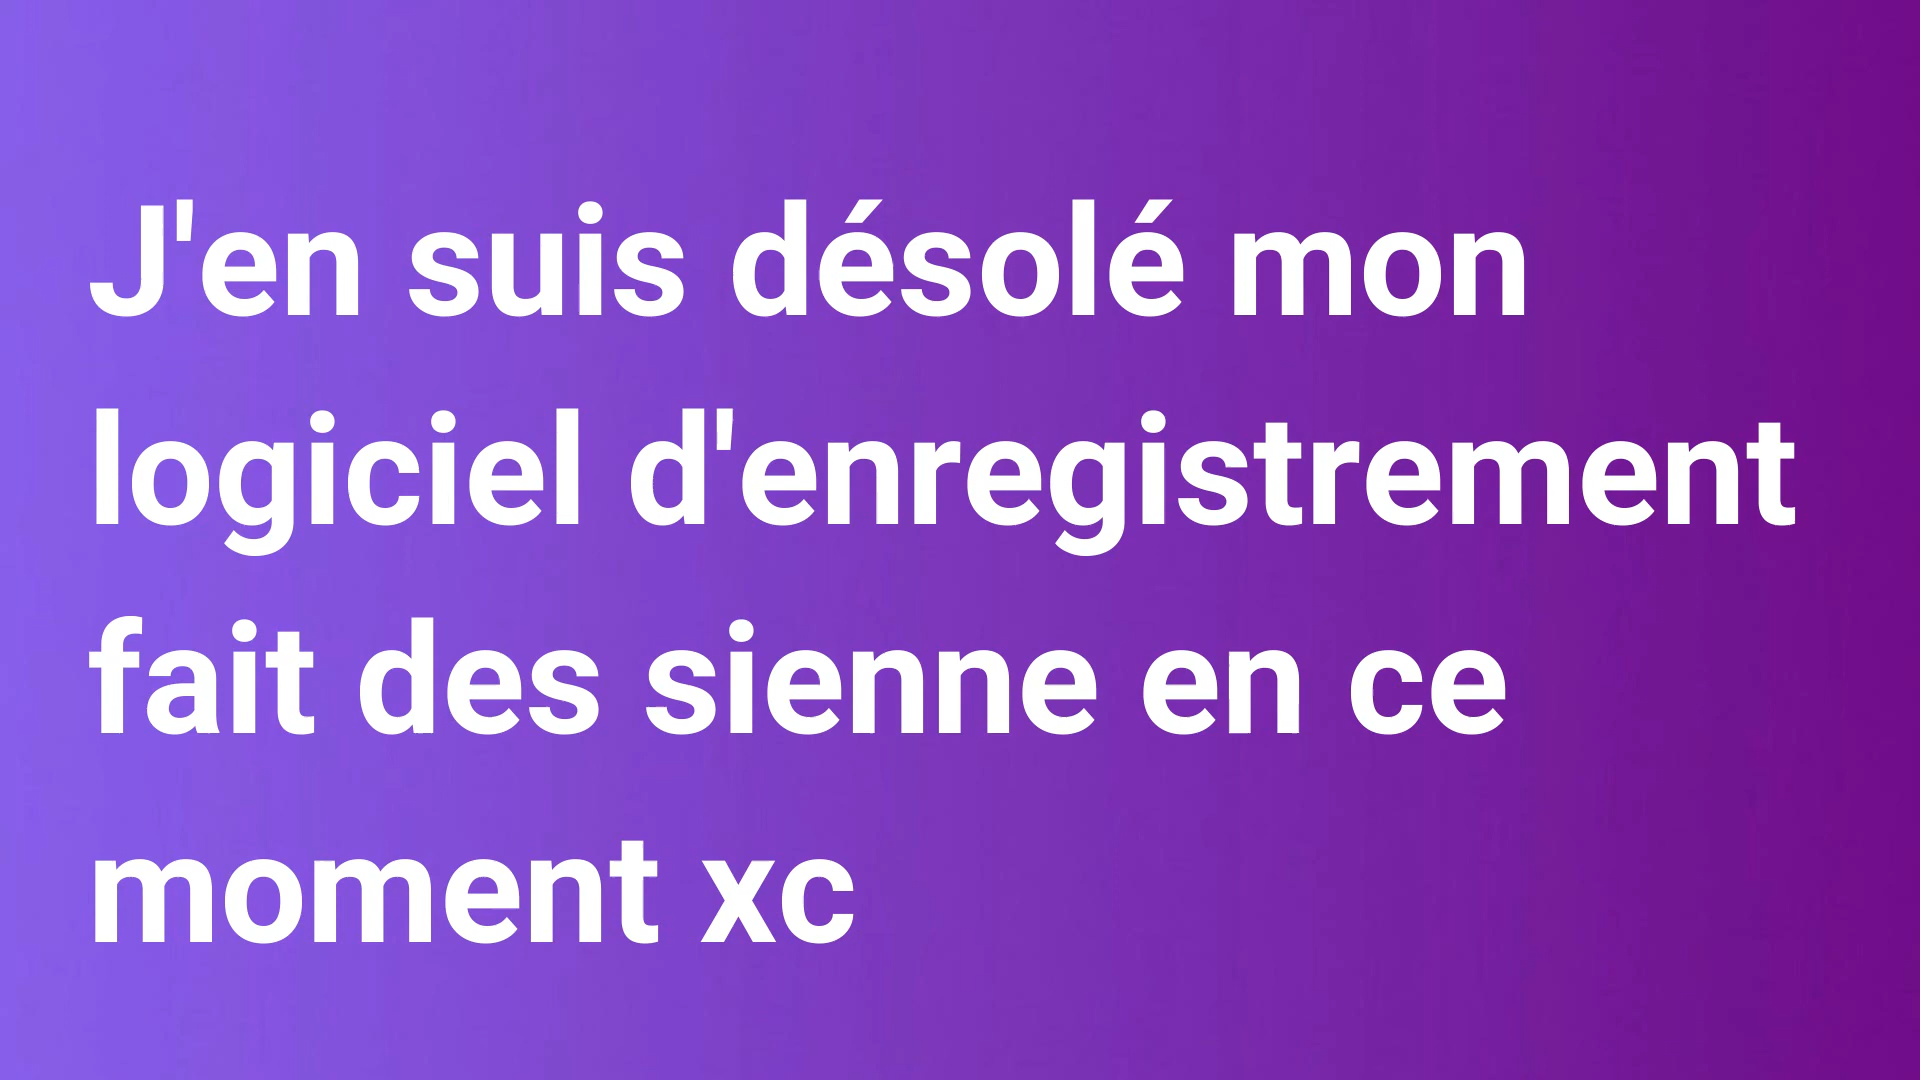 J'en suis désolé mon
logiciel d'enregistrement
fait des sienne en ce
moment xc